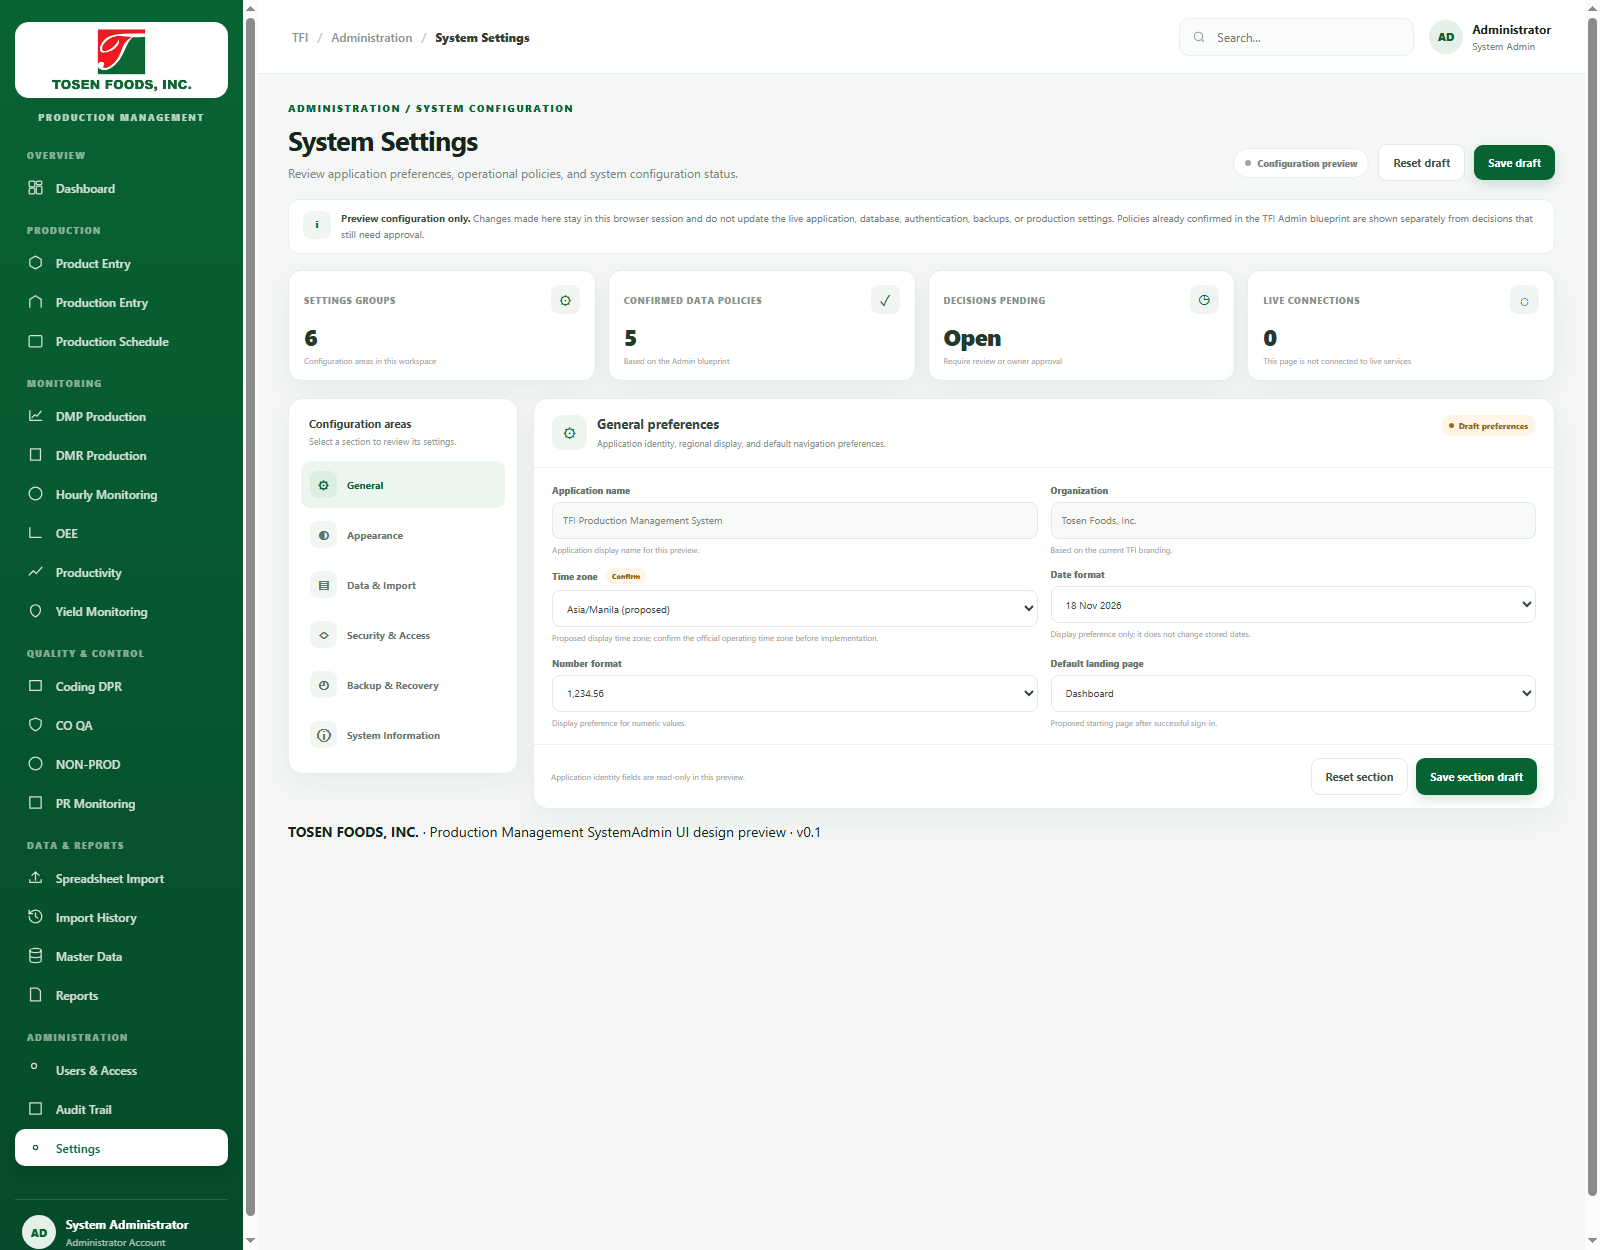 TOSEN FOODS, INC.
PRODUCTION MANAGEMENT
OVERVIEW
Dashboard
PRODUCTION
Product Entry
Production Entry
Production Schedule
MONITORING
DMP Production
DMR Production
Hourly Monitoring
OEE
Productivity
Yield Monitoring
QUALITY & CONTROL
Coding DPR
CO QA
NON-PROD
PR Monitoring
DATA & REPORTS
Spreadsheet Import
Import History
Master Data
Reports
ADMINISTRATION
Users & Access
Audit Trail
Settings
AD
System Administrator
Administrator Account
TFI / Administration / System Settings
Search...
AD
Administrator
System Admin
ADMINISTRATION / SYSTEM CONFIGURATION
System Settings
Review application preferences, operational policies, and system configuration status.
Configuration preview
Reset draft
Save draft
i
Preview configuration only. Changes made here stay in this browser session and do not update the live application, database, authentication, backups, or production settings. Policies already confirmed in the TFI Admin blueprint are shown separately from decisions that
still need approval.
SETTINGS GROUPS
6
Configuration areas in this workspace
CONFIRMED DATA POLICIES
5
Based on the Admin blueprint
DECISIONS PENDING
Open
Require review or owner approval
LIVE CONNECTIONS
0
This page is not connected to live services
Configuration areas
Select a section to review its settings.
General
Appearance
Data & Import
Security & Access
Backup & Recovery
System Information
General preferences
Application identity, regional display, and default navigation preferences.
Draft preferences
Application name
TFI Production Management System
Application display name for this preview.
Organization
Tosen Foods, Inc.
Based on the current TFI branding.
Time zone Confirm
Asia/Manila (proposed)
Proposed display time zone; confirm the official operating time zone before implementation.
Date format
18 Nov 2026
Display preference only; it does not change stored dates.
Number format
1,234.56
Display preference for numeric values.
Default landing page
Dashboard
Proposed starting page after successful sign-in.
Application identity fields are read-only in this preview.
Reset section
Save section draft
TOSEN FOODS, INC. · Production Management SystemAdmin UI design preview · v0.1